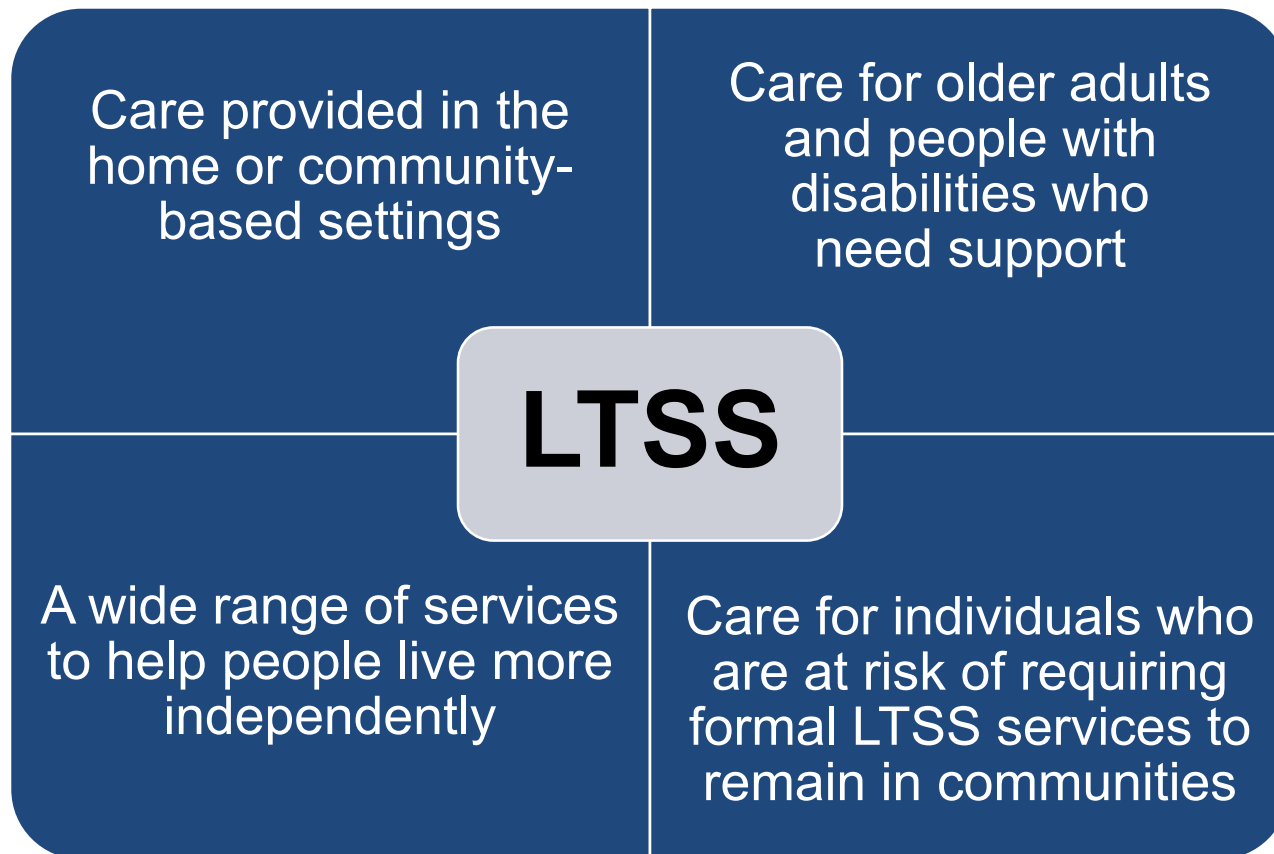 Care provided in the
home or community-
based settings
Care for older adults
and people with
disabilities who
need support
LTSS
A wide range of services
to help people live more
independently
Care for individuals who
are at risk of requiring
formal LTSS services to
remain in communities